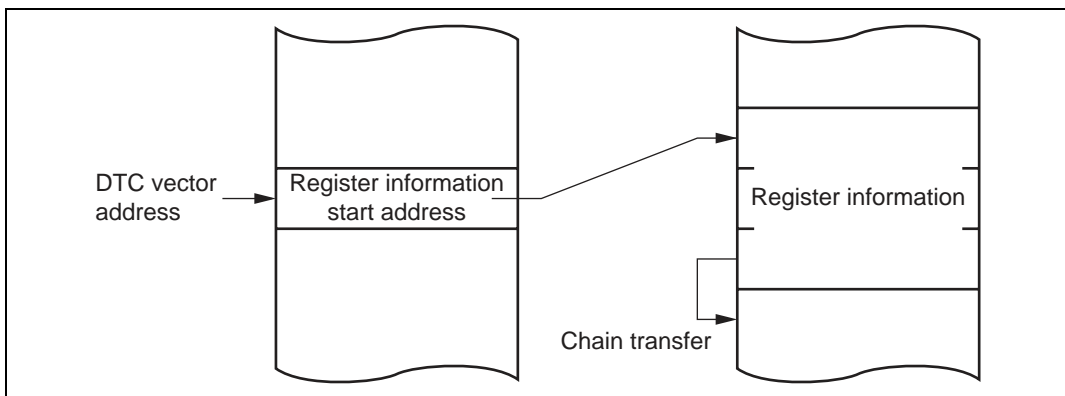 DTC vector
address
Register information
start address
Register information
Chain transfer